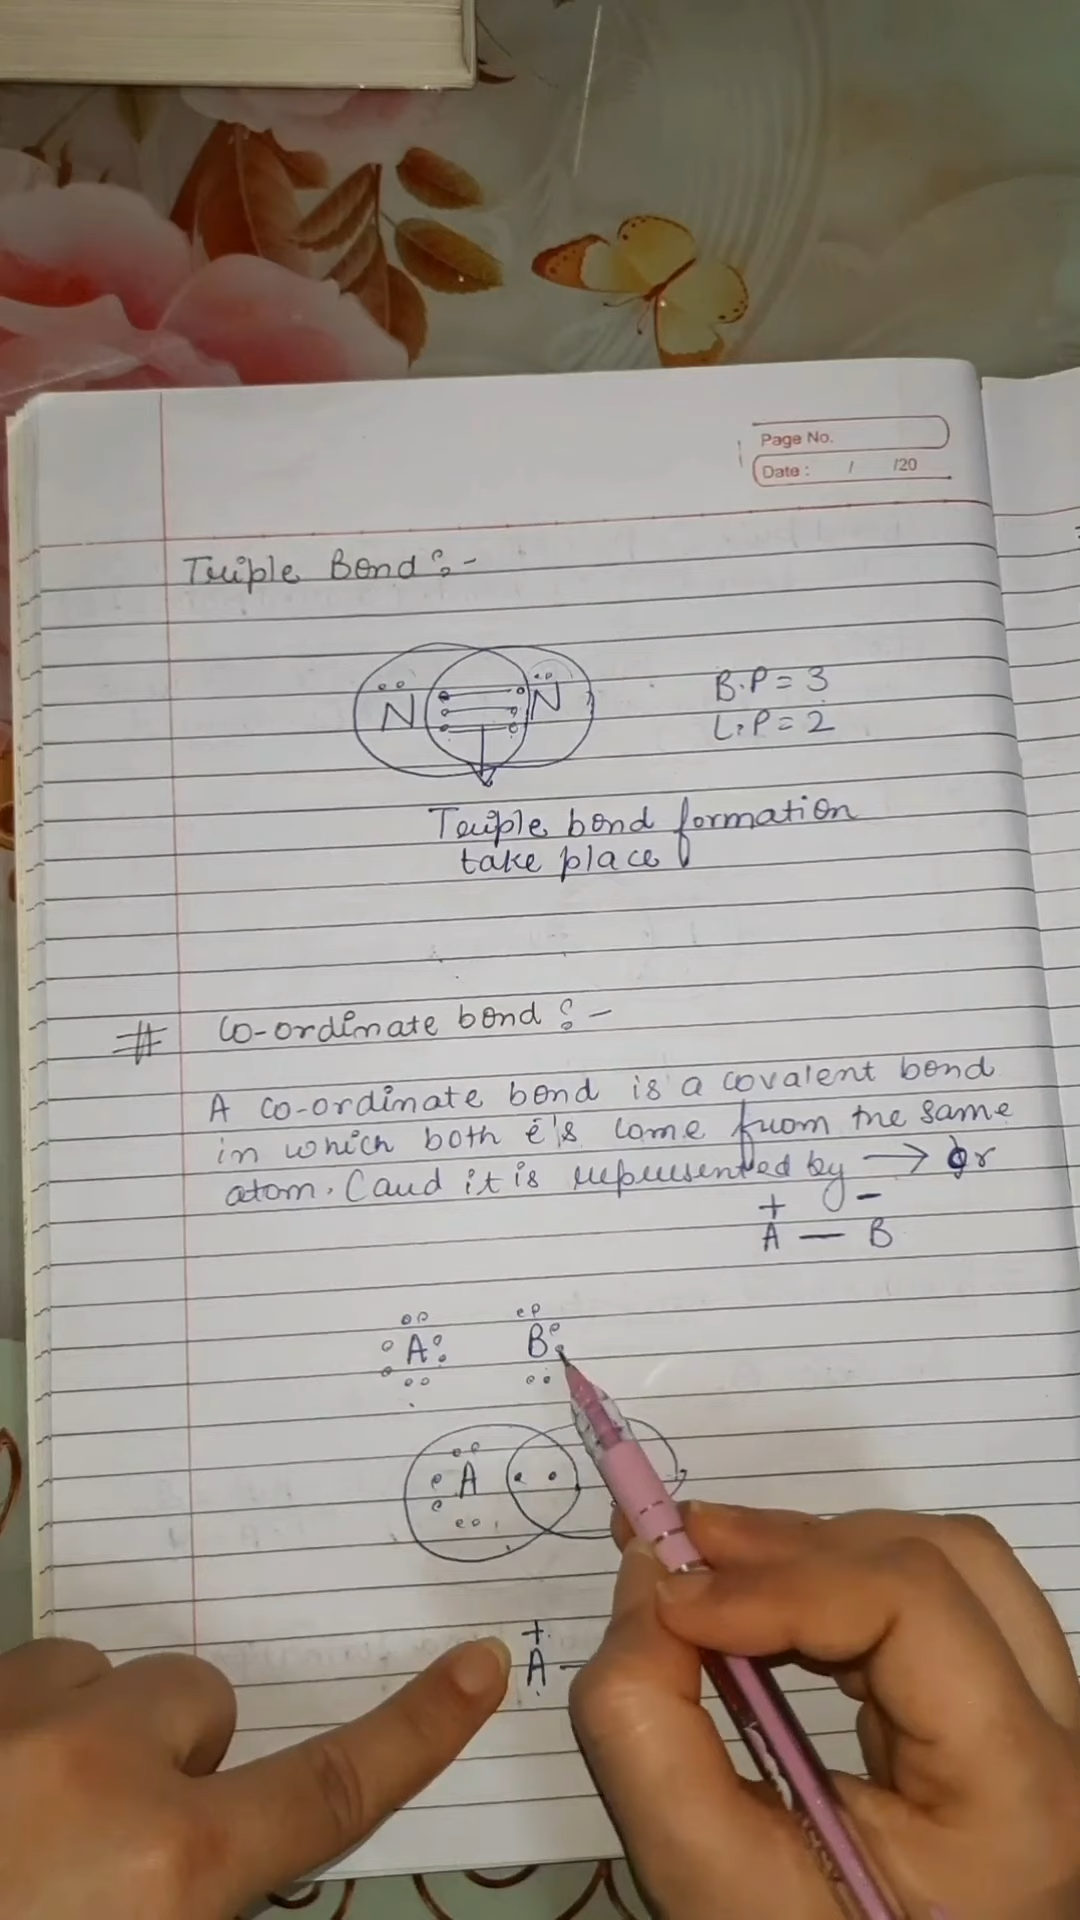 Page No.
Date : / /20
Triple Bond :-
N N
B.P = 3
L.P = 2
Triple bond formation
take place
# Co-ordinate bond :-
A co-ordinate bond is a covalent bond
in which both e's come from the same
atom. (and it is represented by → or
+ -
A — B
A B
A
+
A —